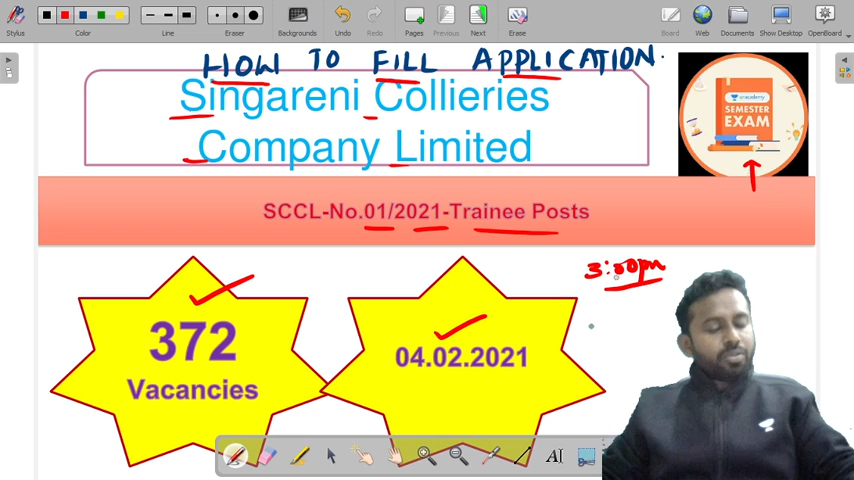 Stylus
Line
Eraser
Backgrounds
Undo
Redo
Pages
Previous
Next
Erase
Board
Web
Documents
Show Desktop
OpenBoard
HOW TO FILL APPLICATION.
Singareni Collieries
Company Limited
unacademy
SEMESTER
EXAM
SCCL-No.01/2021-Trainee Posts
3:00pm
372
Vacancies
04.02.2021
AI